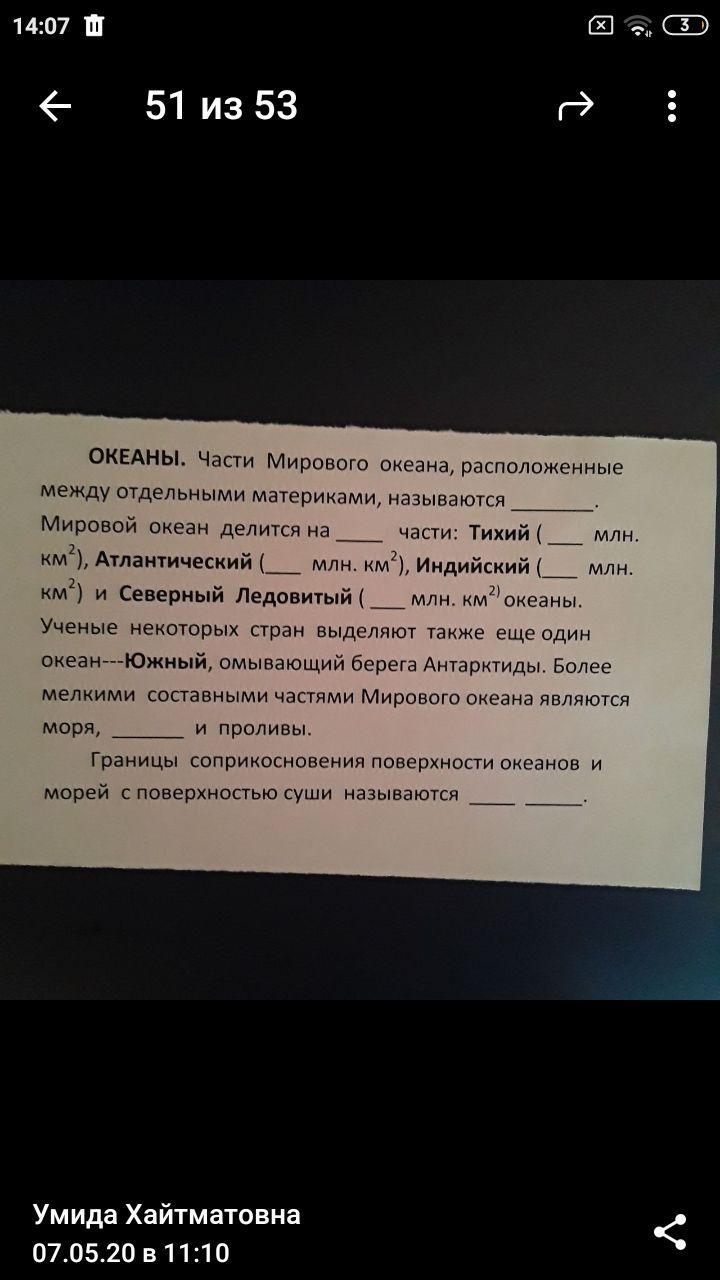 14:07
3
51 из 53
ОКЕАНЫ. Части Мирового океана, расположенные
между отдельными материками, называются ________.
Мировой океан делится на ____ части: Тихий ( ___ млн.
км²), Атлантический (___ млн. км²), Индийский (___ млн.
км²) и Северный Ледовитый ( ___ млн. км²⁾ океаны.
Ученые некоторых стран выделяют также еще один
океан---Южный, омывающий берега Антарктиды. Более
мелкими составными частями Мирового океана являются
моря, _______ и проливы.
Границы соприкосновения поверхности океанов и
морей с поверхностью суши называются ____ _____.
Умида Хайтматовна
07.05.20 в 11:10